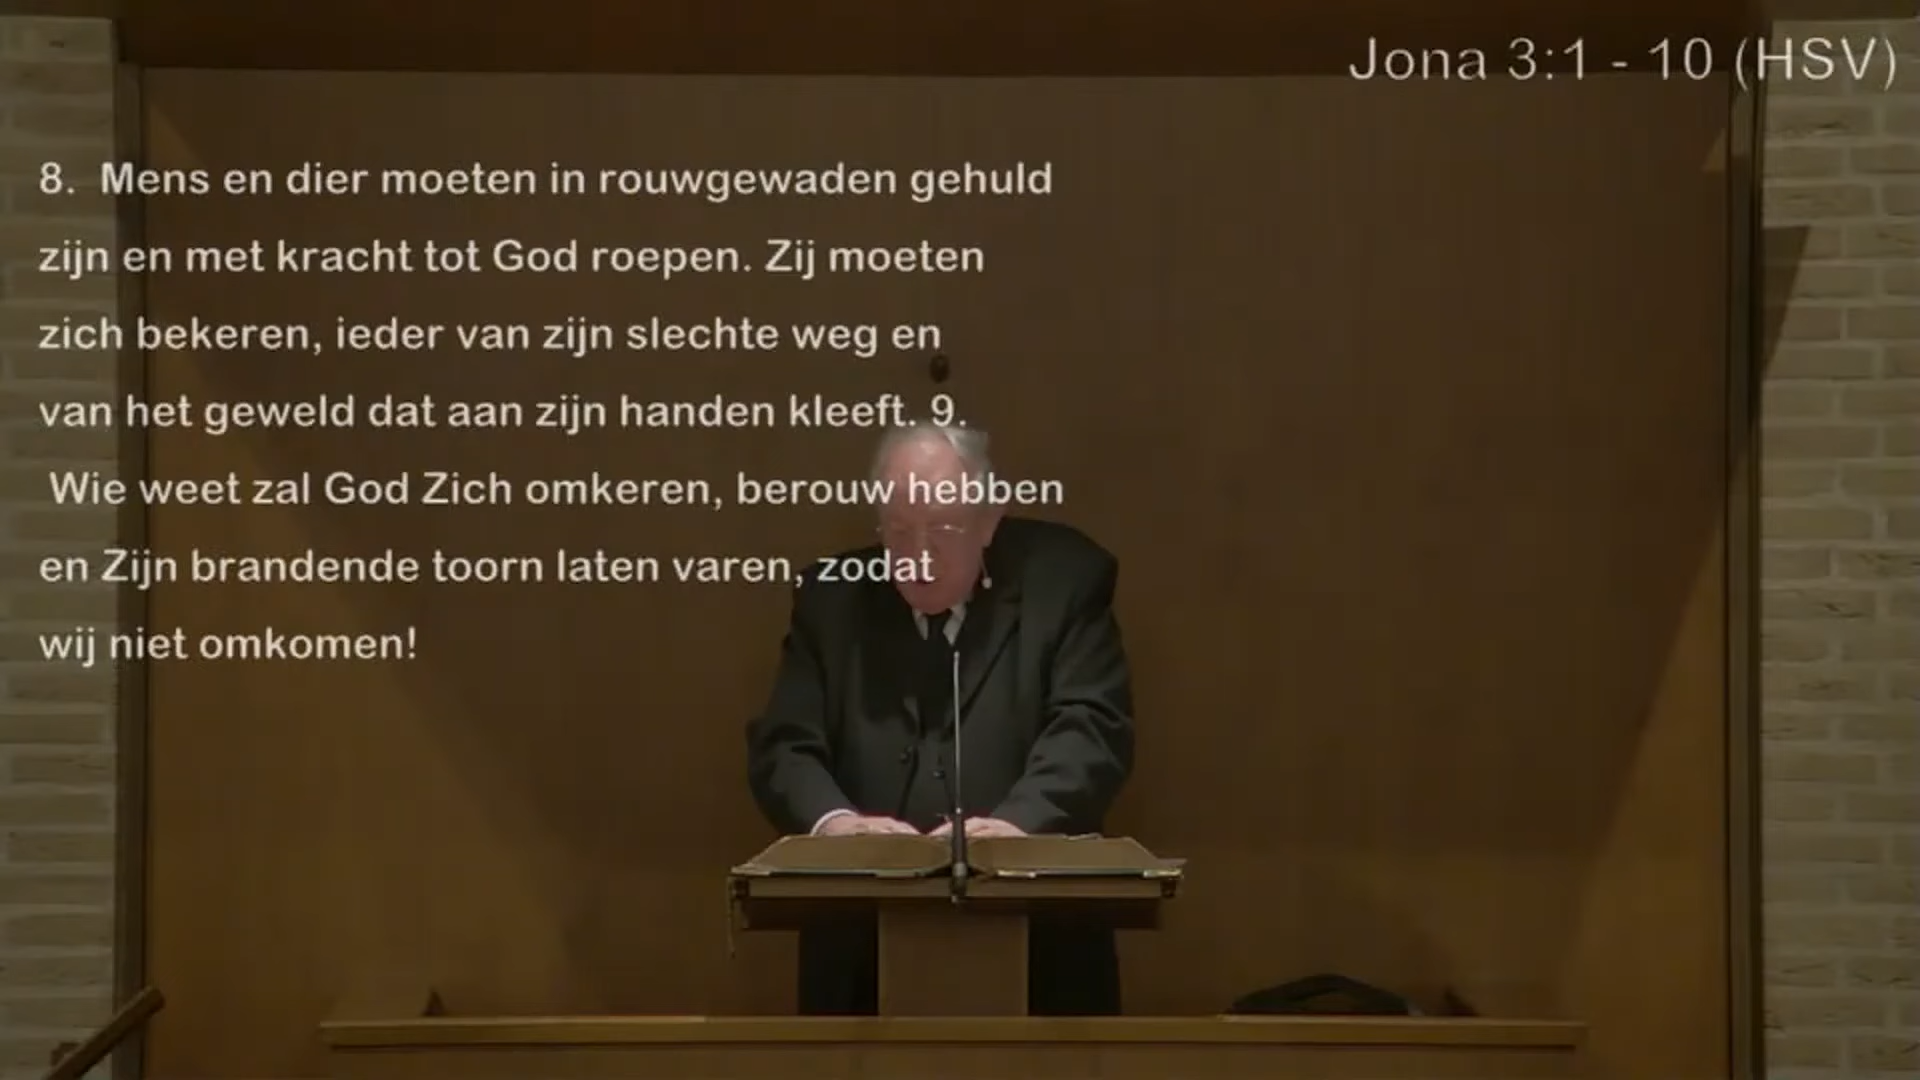 Jona 3:1 - 10 (HSV)
8. Mens en dier moeten in rouwgewaden gehuld
zijn en met kracht tot God roepen. Zij moeten
zich bekeren, ieder van zijn slechte weg en
van het geweld dat aan zijn handen kleeft. 9.
Wie weet zal God Zich omkeren, berouw hebben
en Zijn brandende toorn laten varen, zodat
wij niet omkomen!